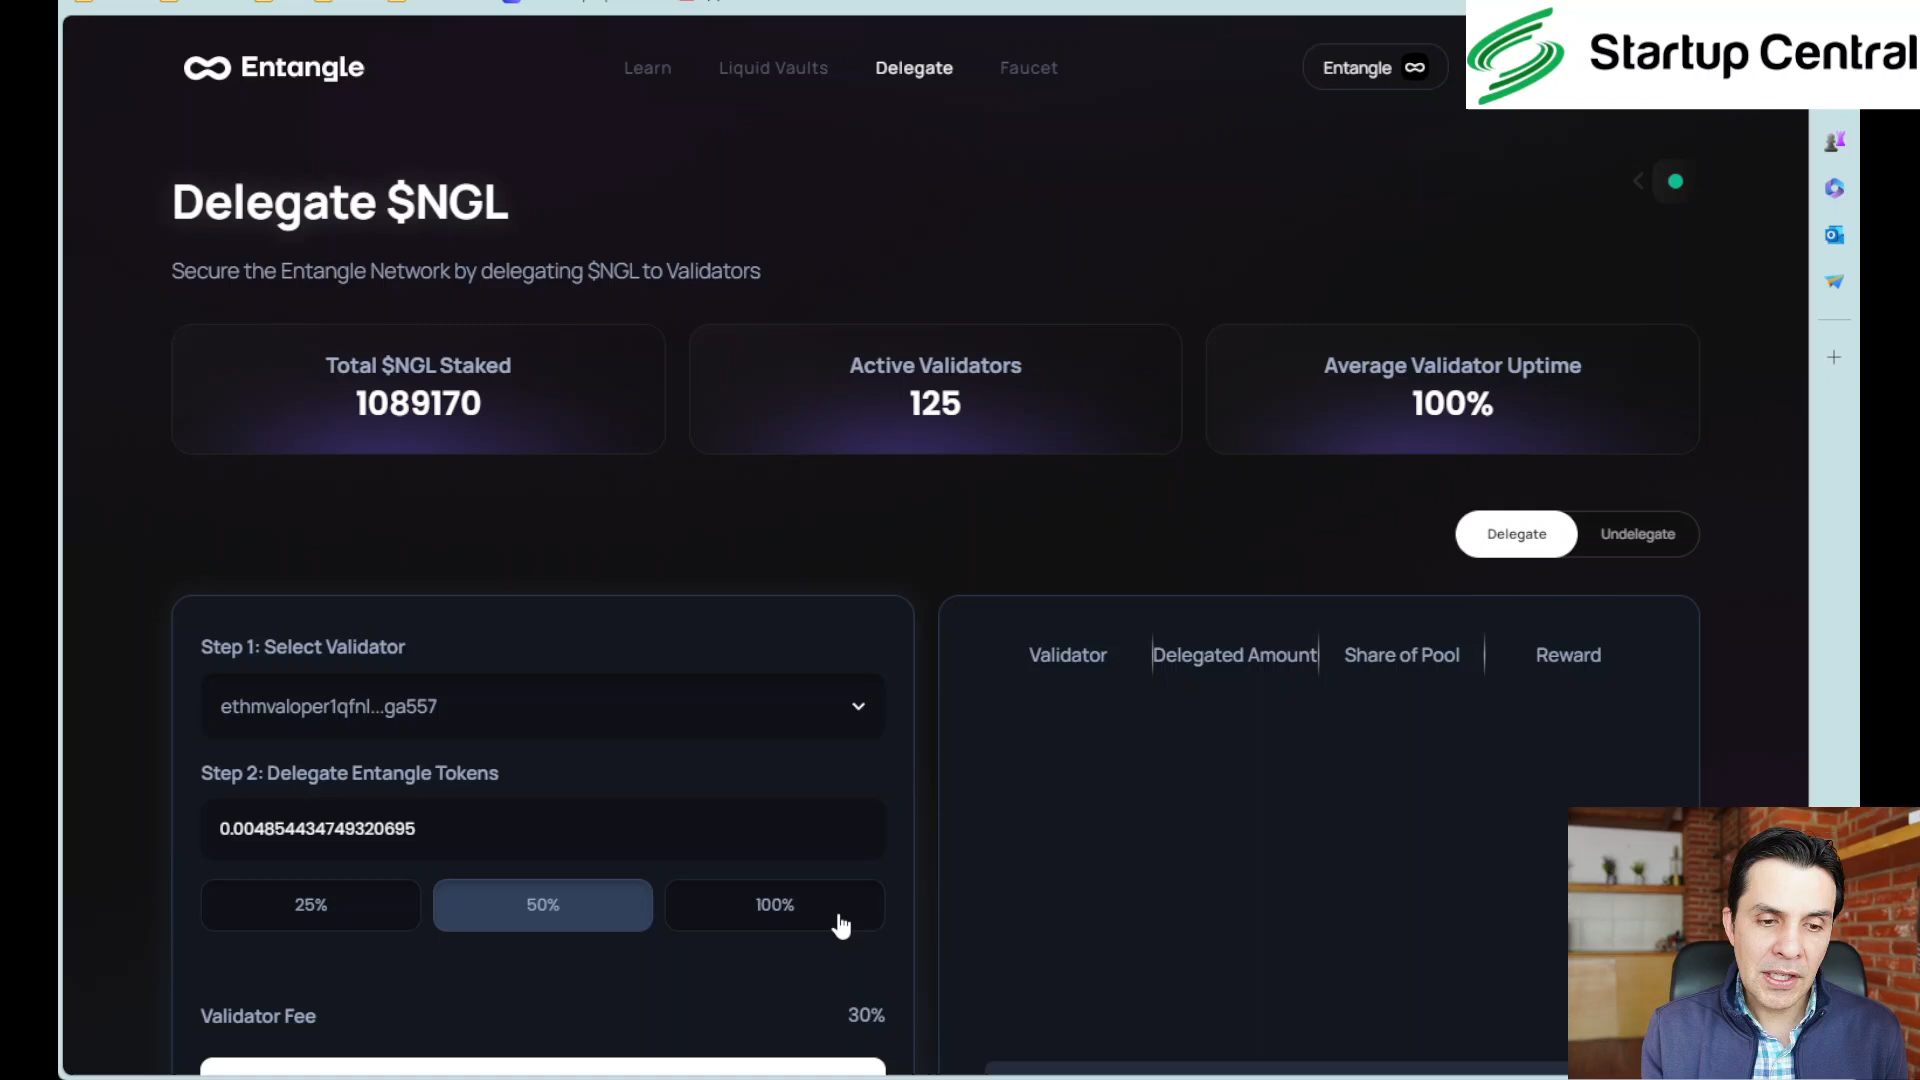 Entangle
Learn
Liquid Vaults
Delegate
Faucet
Entangle
Startup Central
Delegate $NGL
Secure the Entangle Network by delegating $NGL to Validators
Total $NGL Staked
1089170
Active Validators
125
Average Validator Uptime
100%
Delegate
Undelegate
Step 1: Select Validator
ethmvaloper1qfnl...ga557
Step 2: Delegate Entangle Tokens
0.004854434749320695
25%
50%
100%
Validator Fee
30%
Validator
Delegated Amount
Share of Pool
Reward